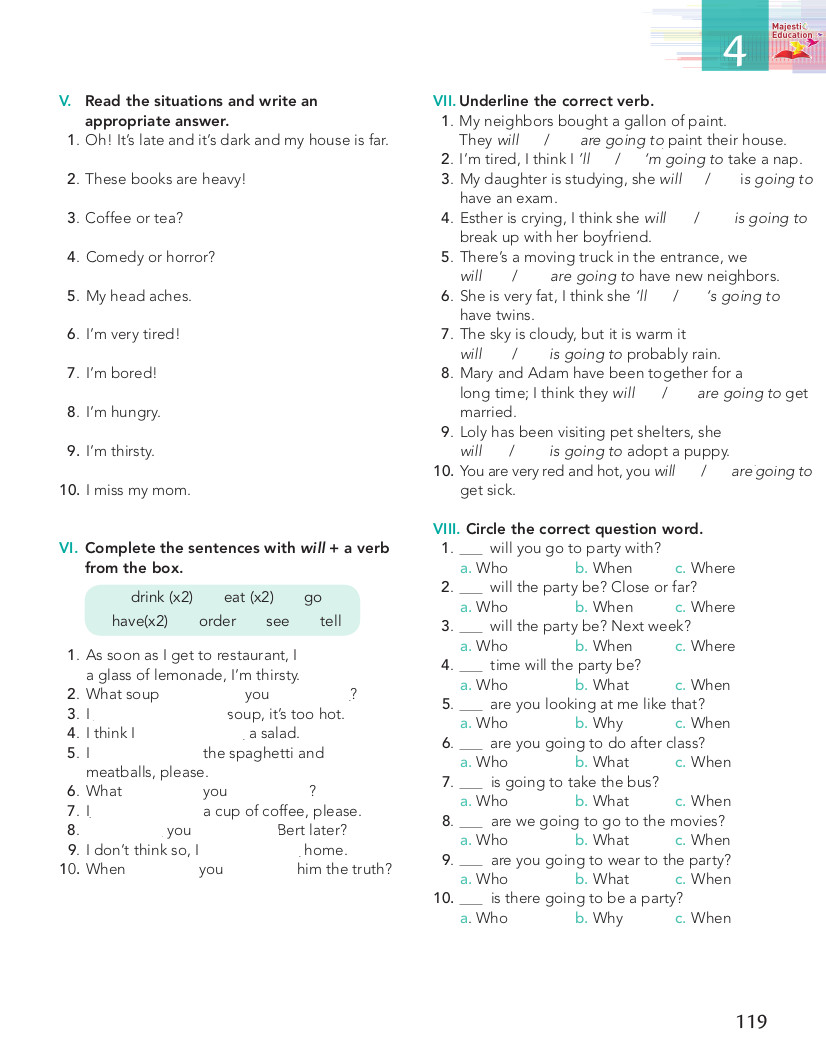 4
Majesti
Education
V. Read the situations and write an
appropriate answer.
1. Oh! It's late and it's dark and my house is far.
2. These books are heavy!
3. Coffee or tea?
4. Comedy or horror?
5. My head aches.
6. I'm very tired!
7. I'm bored!
8. I'm hungry.
9. I'm thirsty.
10. I miss my mom.
VI. Complete the sentences with will + a verb
from the box.
drink (x2) eat (x2) go
have(x2) order see tell
1. As soon as I get to restaurant, I
a glass of lemonade, I'm thirsty.
2. What soup you ?
3. I soup, it's too hot.
4. I think I a salad.
5. I the spaghetti and
meatballs, please.
6. What you ?
7. I a cup of coffee, please.
8. you Bert later?
9. I don't think so, I home.
10. When you him the truth?
VII. Underline the correct verb.
1. My neighbors bought a gallon of paint.
They will / are going to paint their house.
2. I'm tired, I think I 'll / 'm going to take a nap.
3. My daughter is studying, she will / is going to
have an exam.
4. Esther is crying, I think she will / is going to
break up with her boyfriend.
5. There's a moving truck in the entrance, we
will / are going to have new neighbors.
6. She is very fat, I think she 'll / 's going to
have twins.
7. The sky is cloudy, but it is warm it
will / is going to probably rain.
8. Mary and Adam have been together for a
long time; I think they will / are going to get
married.
9. Loly has been visiting pet shelters, she
will / is going to adopt a puppy.
10. You are very red and hot, you will / are going to
get sick.
VIII. Circle the correct question word.
1. ___ will you go to party with?
a. Who b. When c. Where
2. ___ will the party be? Close or far?
a. Who b. When c. Where
3. ___ will the party be? Next week?
a. Who b. When c. Where
4. ___ time will the party be?
a. Who b. What c. When
5. ___ are you looking at me like that?
a. Who b. Why c. When
6. ___ are you going to do after class?
a. Who b. What c. When
7. ___ is going to take the bus?
a. Who b. What c. When
8. ___ are we going to go to the movies?
a. Who b. What c. When
9. ___ are you going to wear to the party?
a. Who b. What c. When
10. ___ is there going to be a party?
a. Who b. Why c. When
119